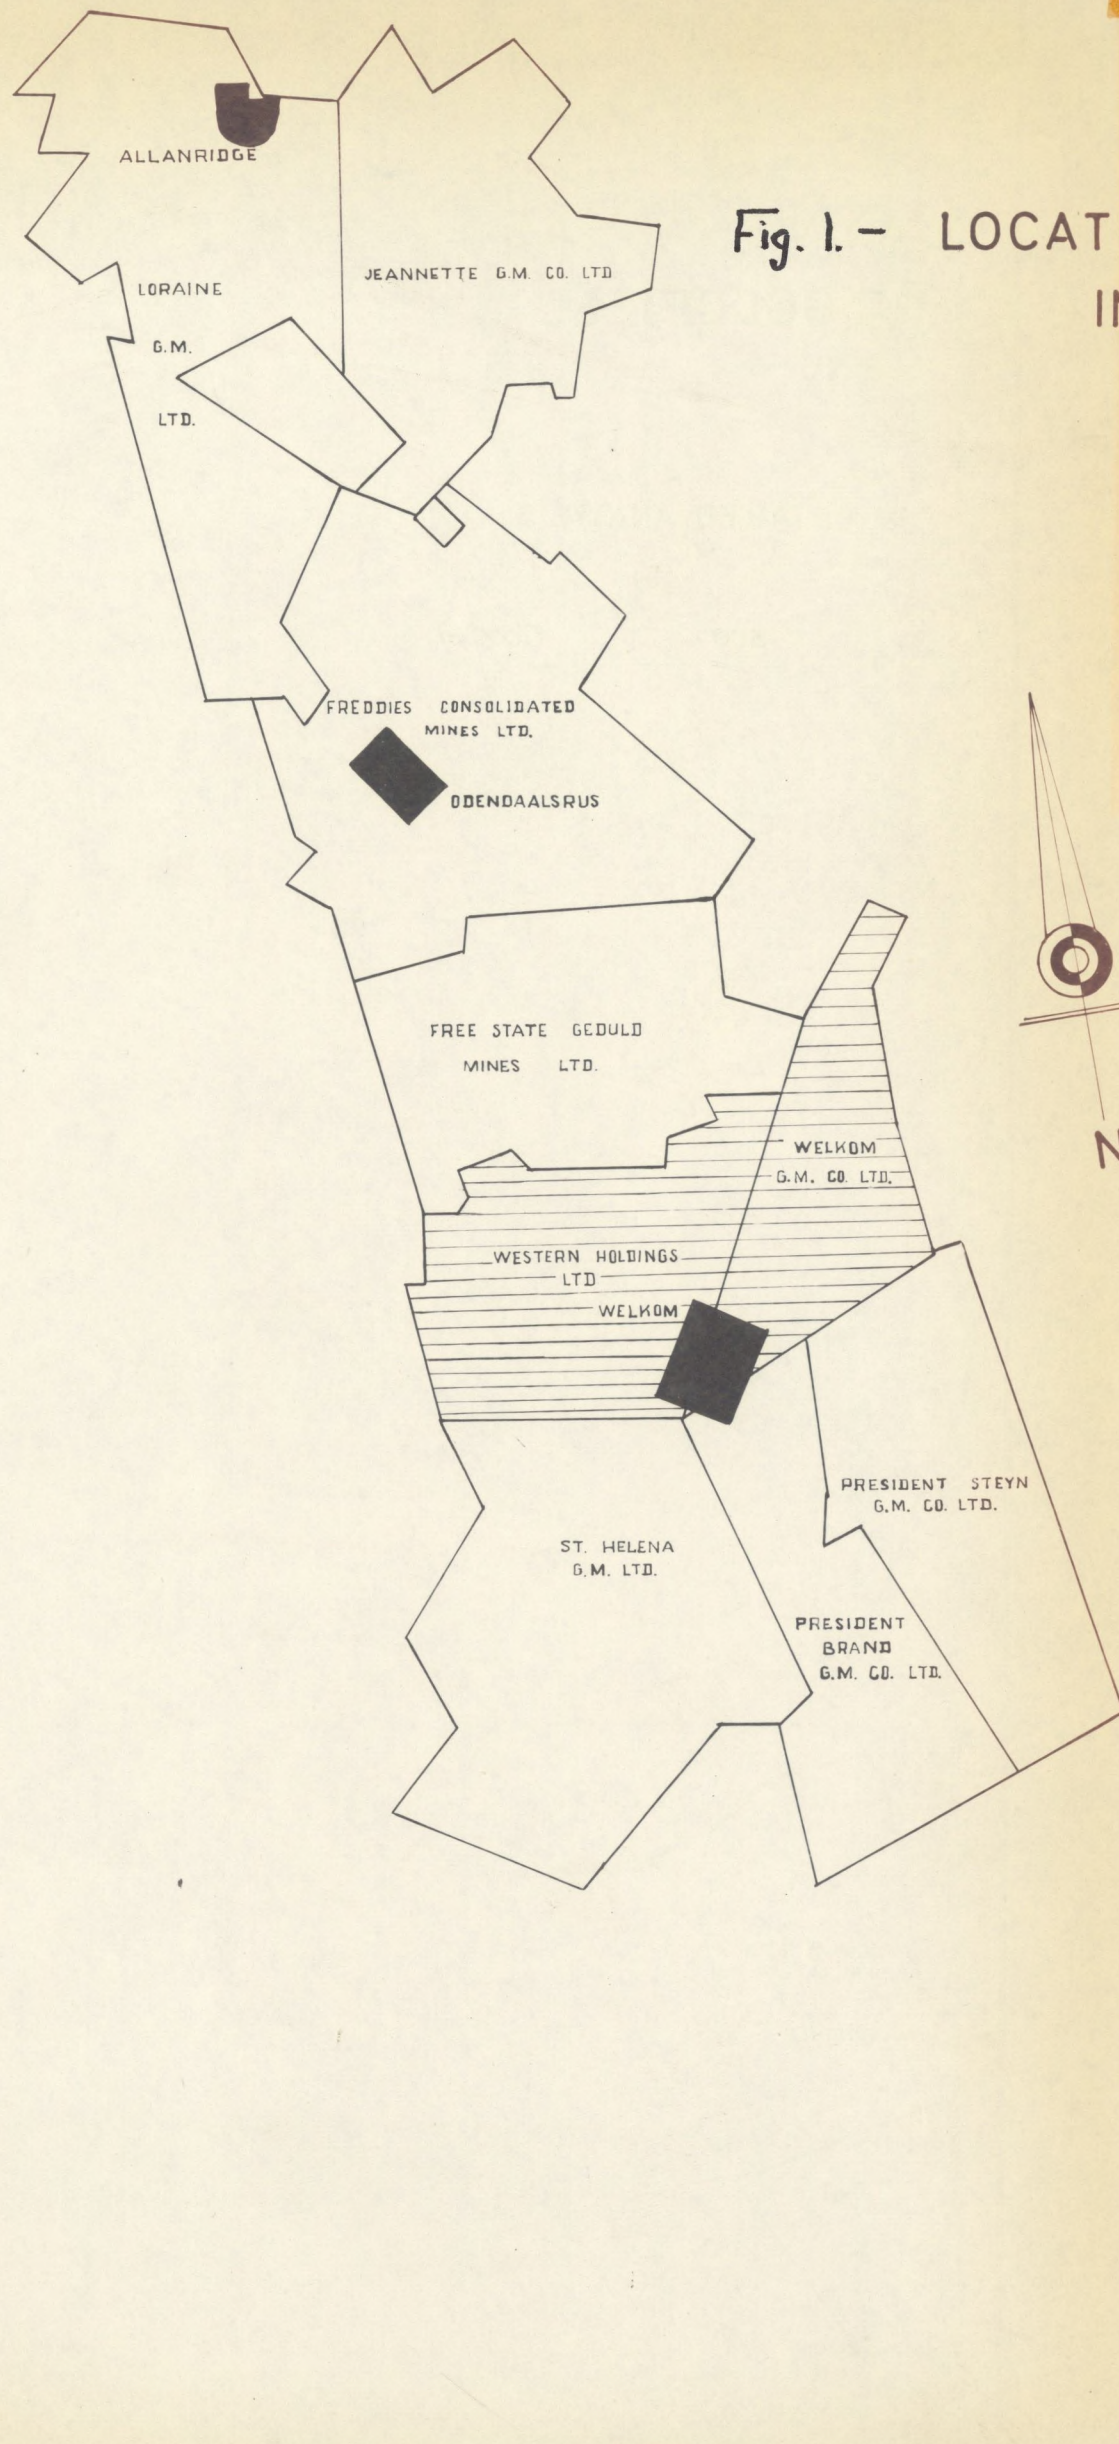 Fig. 1. – LOCAT
IN
ALLANRIDGE
LORAINE
G.M.
LTD.
JEANNETTE G.M. CO. LTD
FREDDIES CONSOLIDATED
MINES LTD.
ODENDAALSRUS
FREE STATE GEDULD
MINES LTD.
WELKOM
G.M. CO. LTD.
WESTERN HOLDINGS
LTD
WELKOM
N
PRESIDENT STEYN
G.M. CO. LTD.
ST. HELENA
G.M. LTD.
PRESIDENT
BRAND
G.M. CO. LTD.